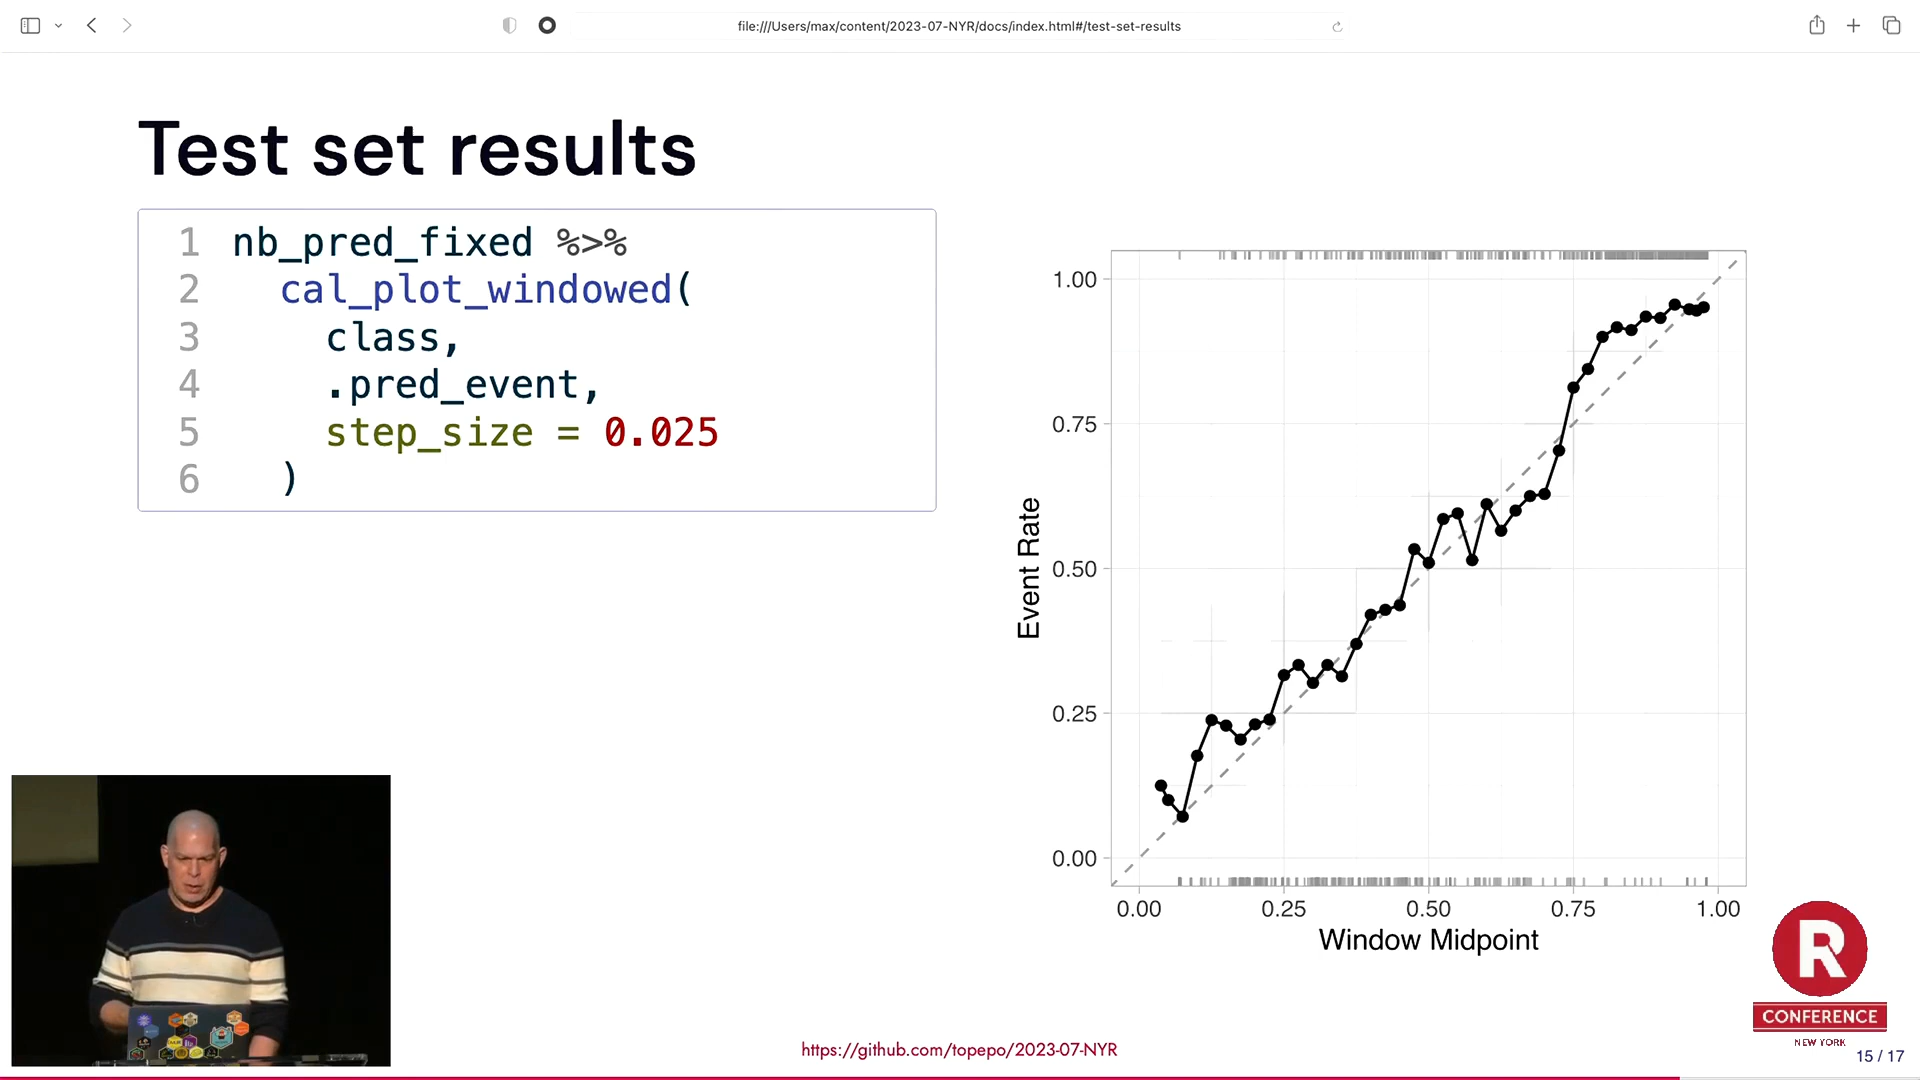 file:///Users/max/content/2023-07-NYR/docs/index.html#/test-set-results
Test set results
1 nb_pred_fixed %>%
2 cal_plot_windowed(
3 class,
4 .pred_event,
5 step_size = 0.025
6 )
1.00
0.75
0.50
0.25
0.00
Event Rate
0.00 0.25 0.50 0.75 1.00
Window Midpoint
R
CONFERENCE
NEW YORK
https://github.com/topepo/2023-07-NYR
15 / 17